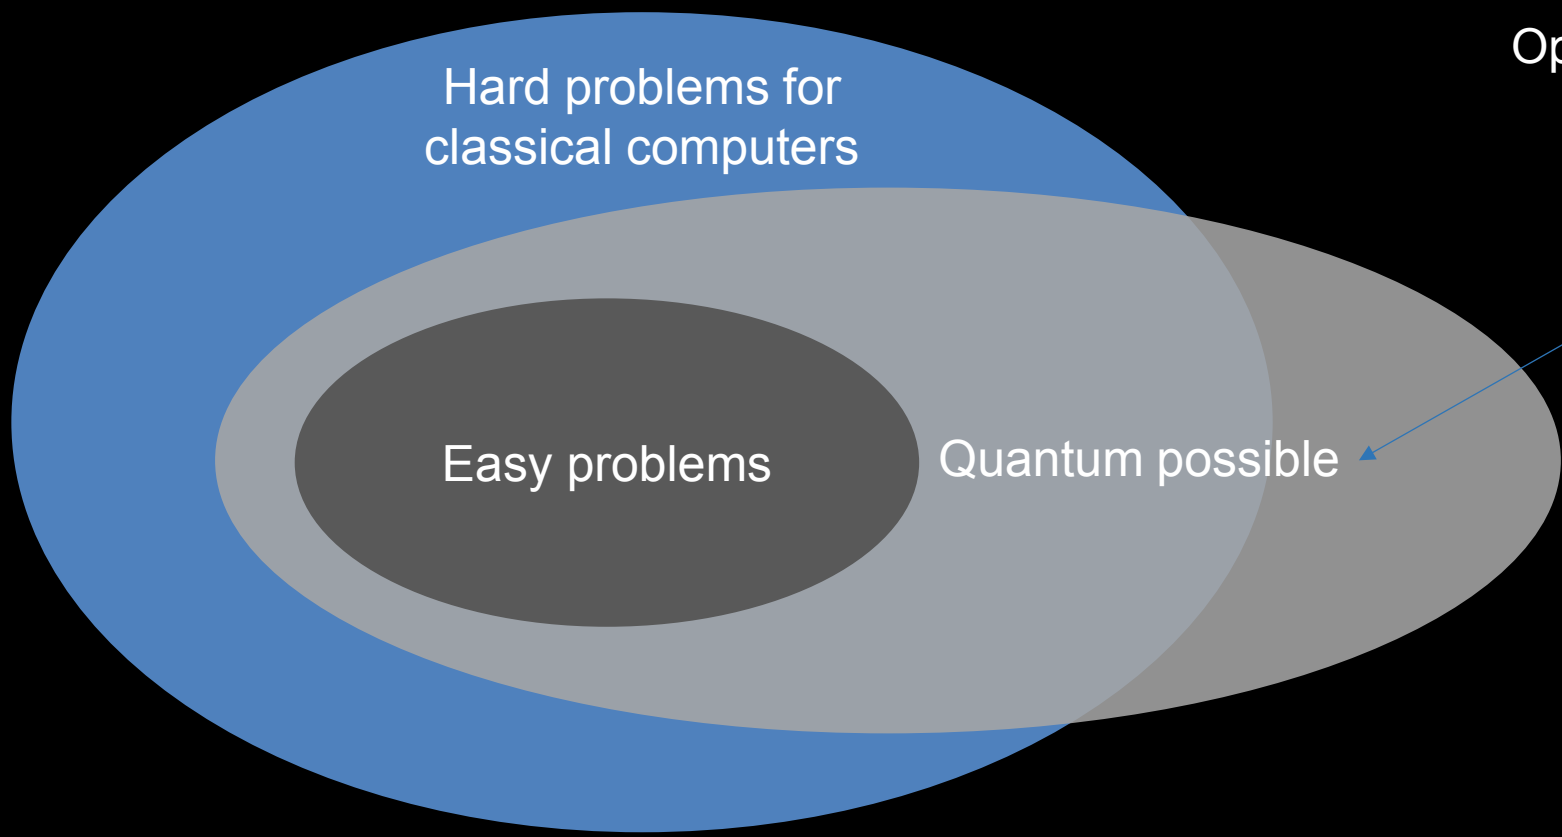 Hard problems for
classical computers
Easy problems
Quantum possible